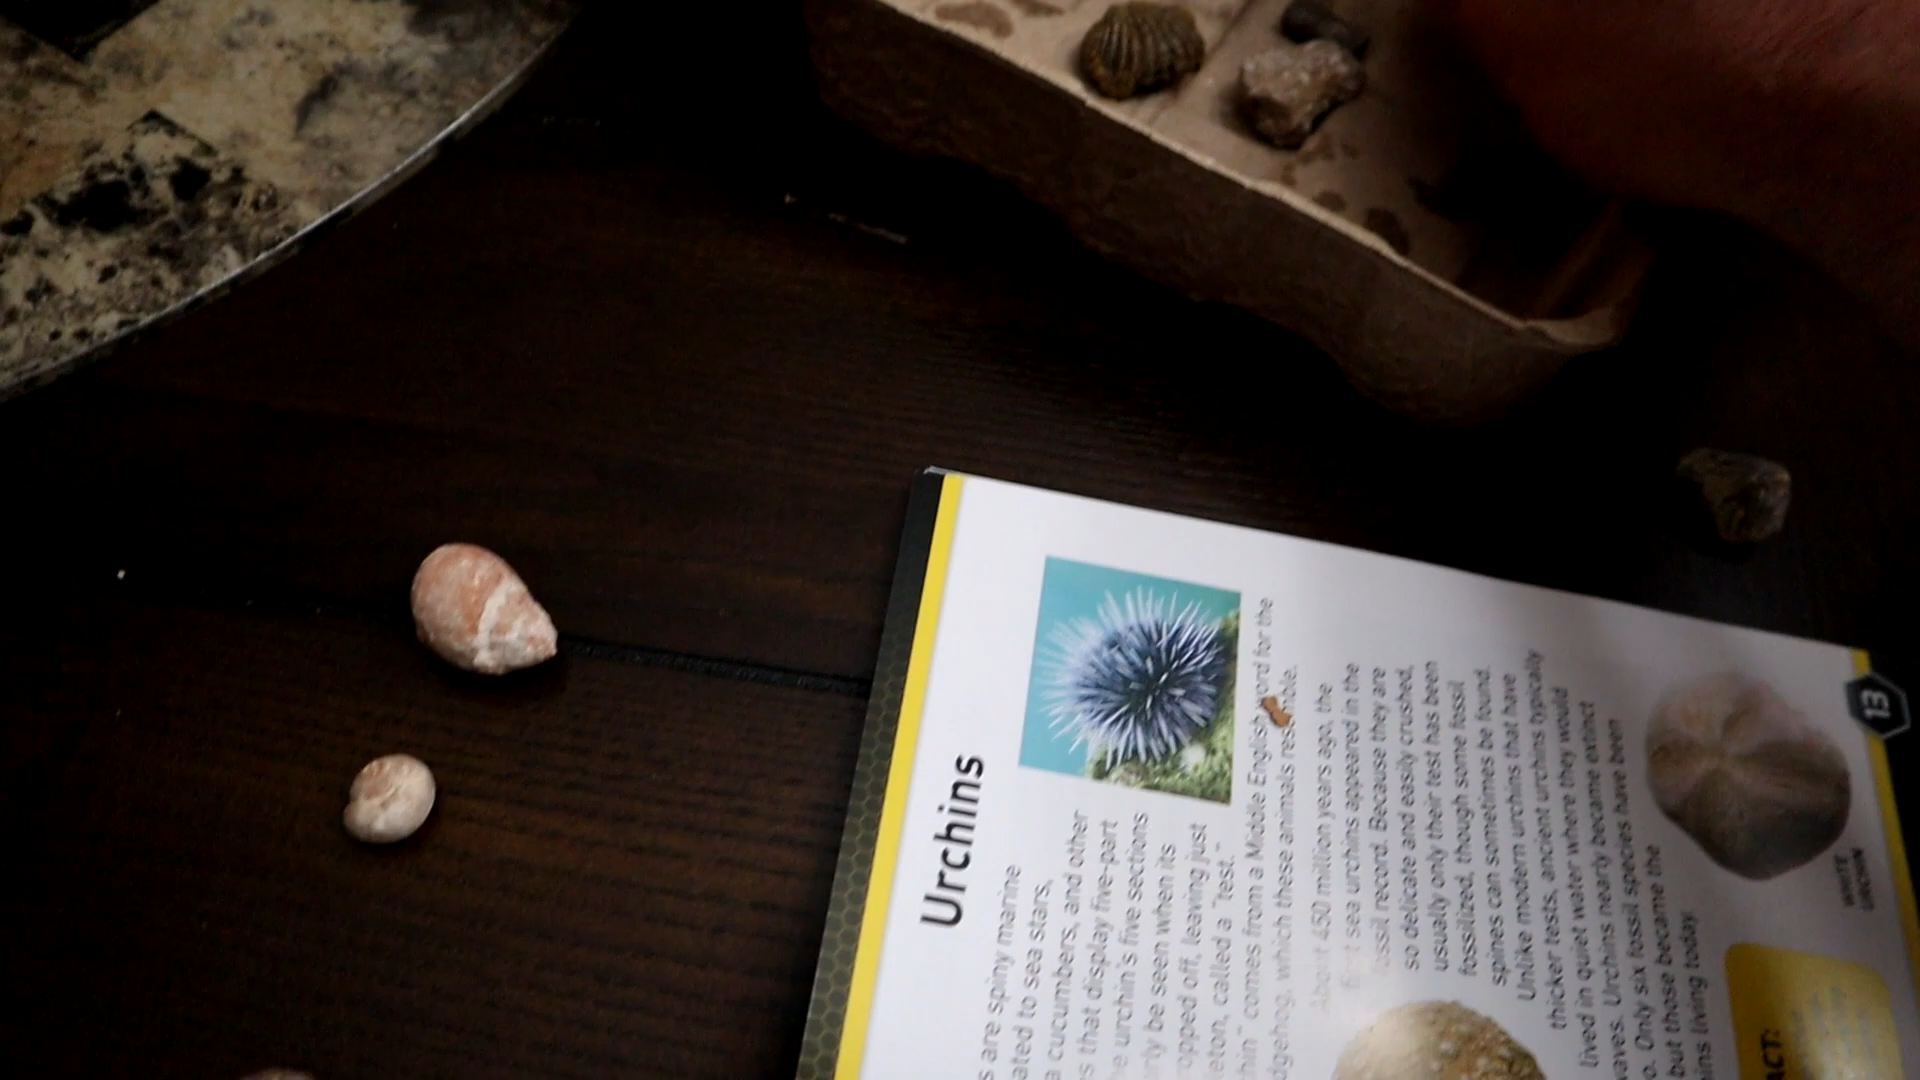 Urchins
s are spiny marine
ated to sea stars,
a cucumbers, and other
s that display five-part
e urchin's five sections
rly be seen when its
opped off, leaving just
eton, called a "test."
hin" comes from a Middle English word for the
dgehog, which these animals resemble.
About 450 million years ago, the
first sea urchins appeared in the
fossil record. Because they are
so delicate and easily crushed,
usually only their test has been
fossilized, though some fossil
spines can sometimes be found.
Unlike modern urchins that have
thicker tests, ancient urchins typically
lived in quiet water where they would
aves. Urchins nearly became extinct
o. Only six fossil species have been
but those became the
ins living today.
WHITE
URCHIN
ACT:
13